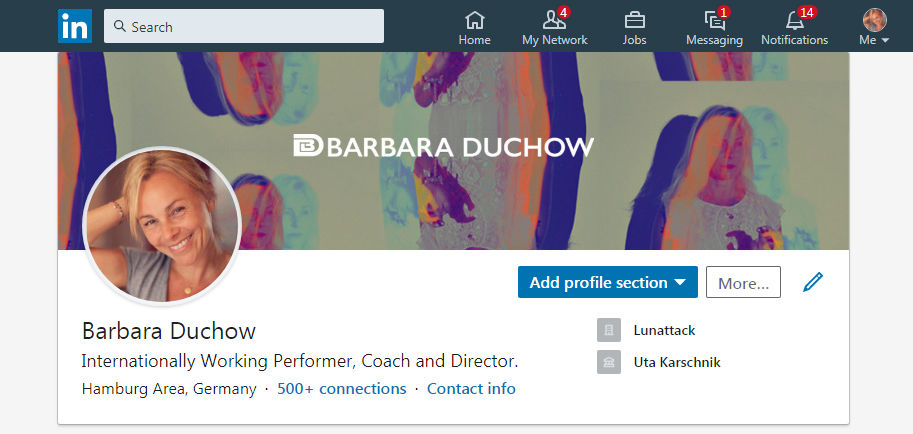 in
Search
4
1
14
Home
My Network
Jobs
Messaging
Notifications
Me
BARBARA DUCHOW
Add profile section
More...
Barbara Duchow
Lunattack
Internationally Working Performer, Coach and Director.
Uta Karschnik
Hamburg Area, Germany · 500+ connections · Contact info